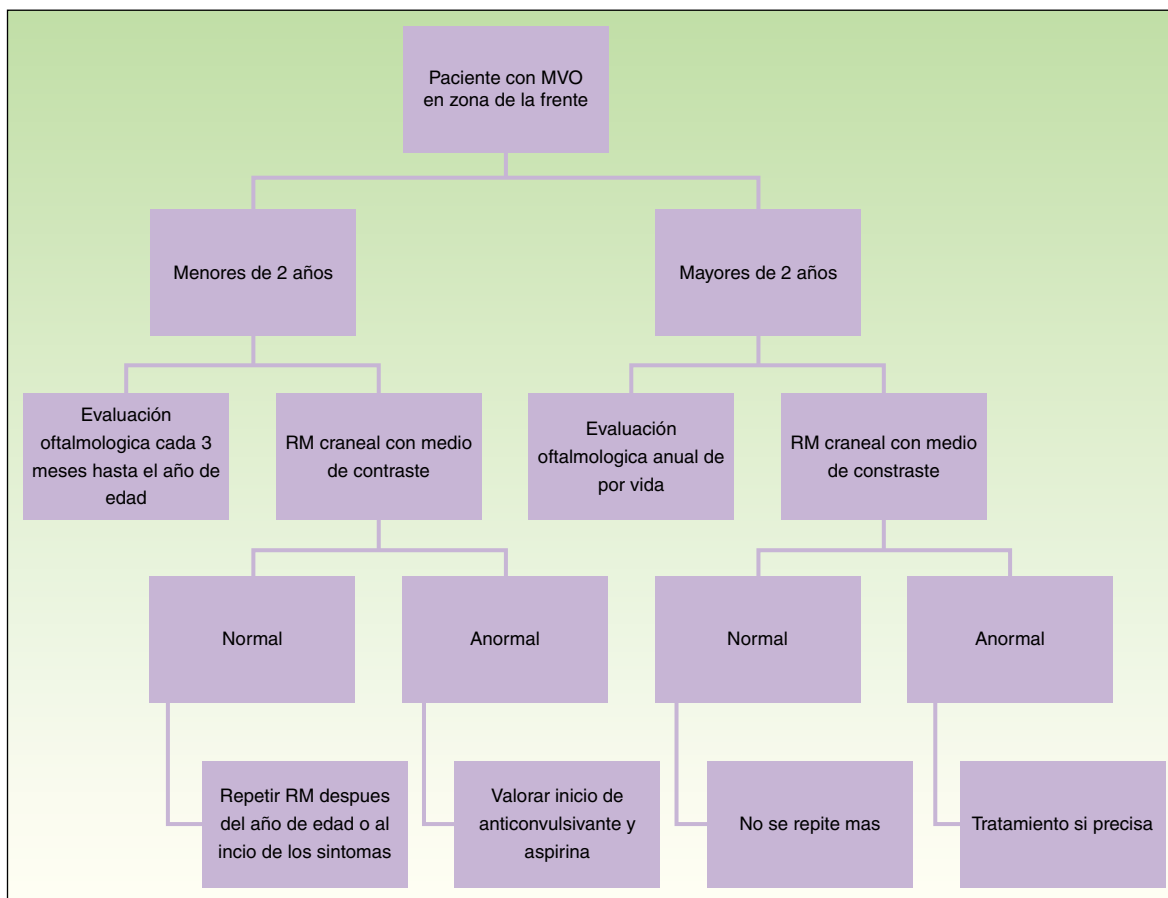 Paciente con MVO
en zona de la frente
Menores de 2 años
Mayores de 2 años
Evaluación
oftalmologica cada 3
meses hasta el año de
edad
RM craneal con medio
de contraste
Evaluación
oftalmologica anual de
por vida
RM craneal con medio
de constraste
Normal
Anormal
Normal
Anormal
Repetir RM despues
del año de edad o al
incio de los sintomas
Valorar inicio de
anticonvulsivante y
aspirina
No se repite mas
Tratamiento si precisa